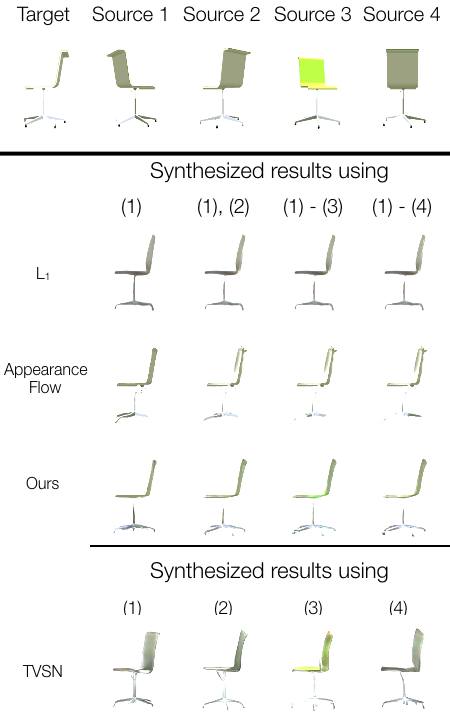 Target Source 1 Source 2 Source 3 Source 4
Synthesized results using
(1) (1), (2) (1) - (3) (1) - (4)
L₁
Appearance
Flow
Ours
Synthesized results using
(1) (2) (3) (4)
TVSN